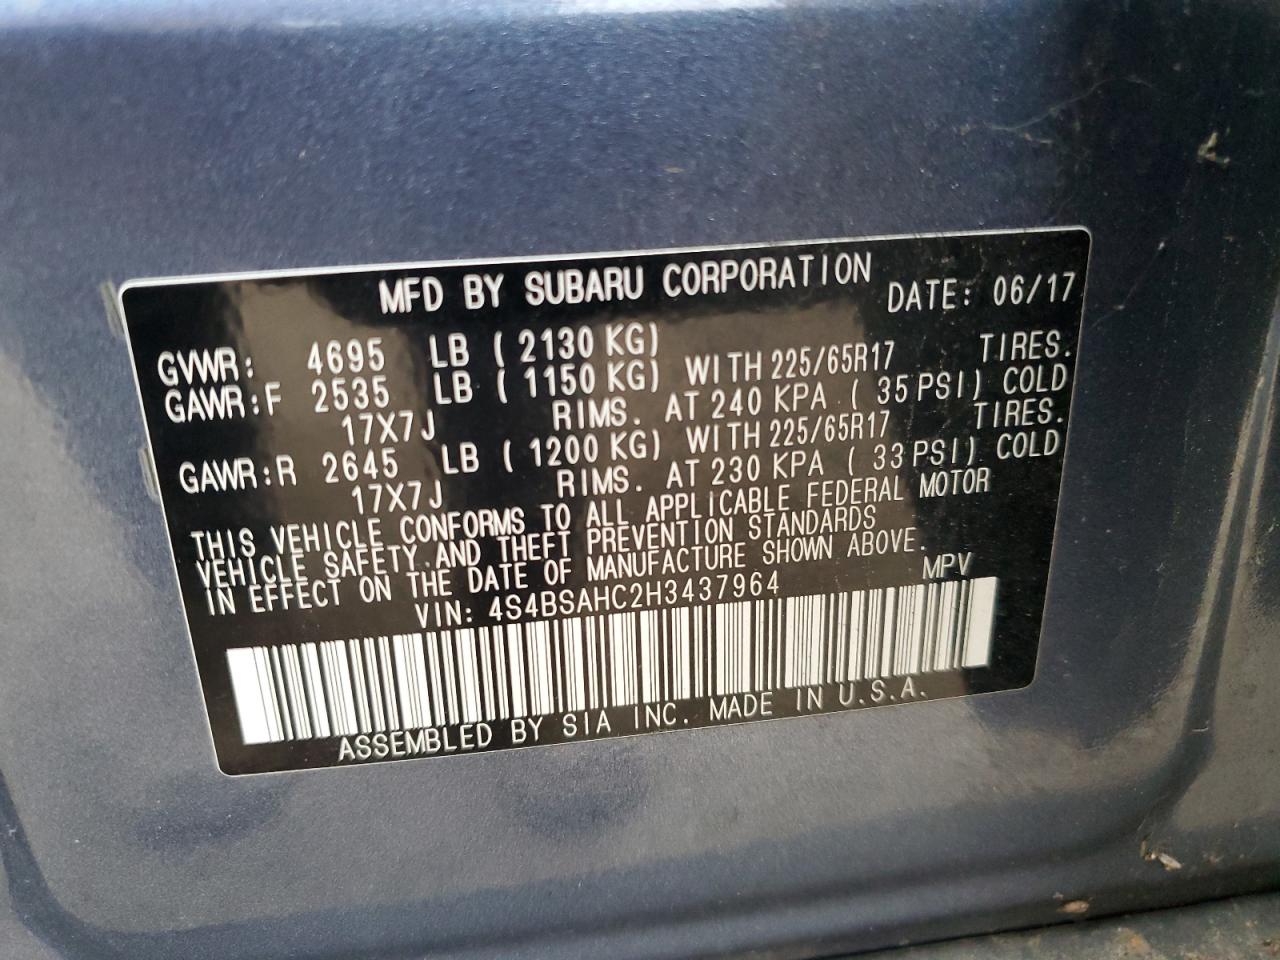 MFD BY SUBARU CORPORATION DATE: 06/17
GVWR: 4695 LB ( 2130 KG)
GAWR:F 2535 LB ( 1150 KG) WITH 225/65R17 TIRES.
17X7J RIMS. AT 240 KPA ( 35 PSI) COLD
GAWR:R 2645 LB ( 1200 KG) WITH 225/65R17 TIRES.
17X7J RIMS. AT 230 KPA ( 33 PSI) COLD
THIS VEHICLE CONFORMS TO ALL APPLICABLE FEDERAL MOTOR
VEHICLE SAFETY AND THEFT PREVENTION STANDARDS
IN EFFECT ON THE DATE OF MANUFACTURE SHOWN ABOVE.
VIN: 4S4BSAHC2H3437964 MPV
ASSEMBLED BY SIA INC. MADE IN U.S.A.